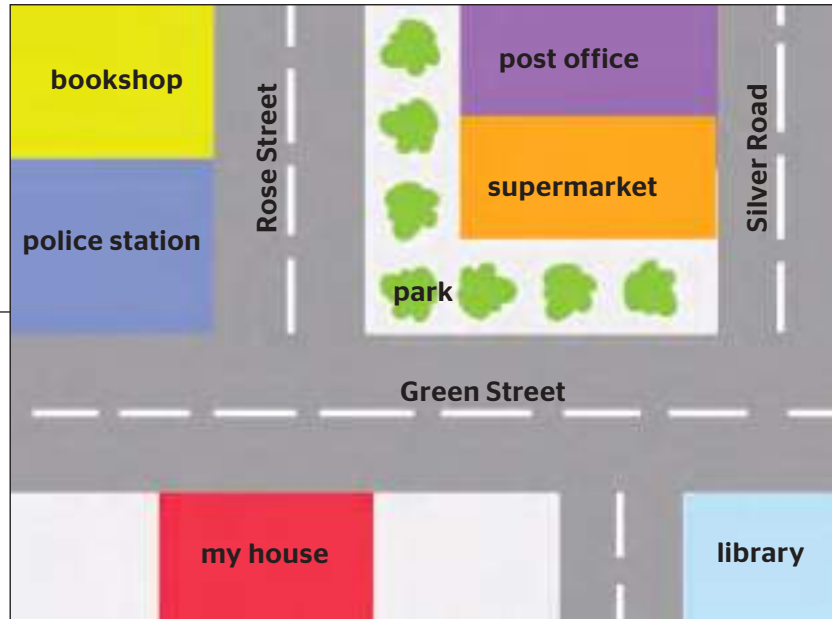 bookshop
post office
Rose Street
Silver Road
supermarket
police station
park
Green Street
my house
library